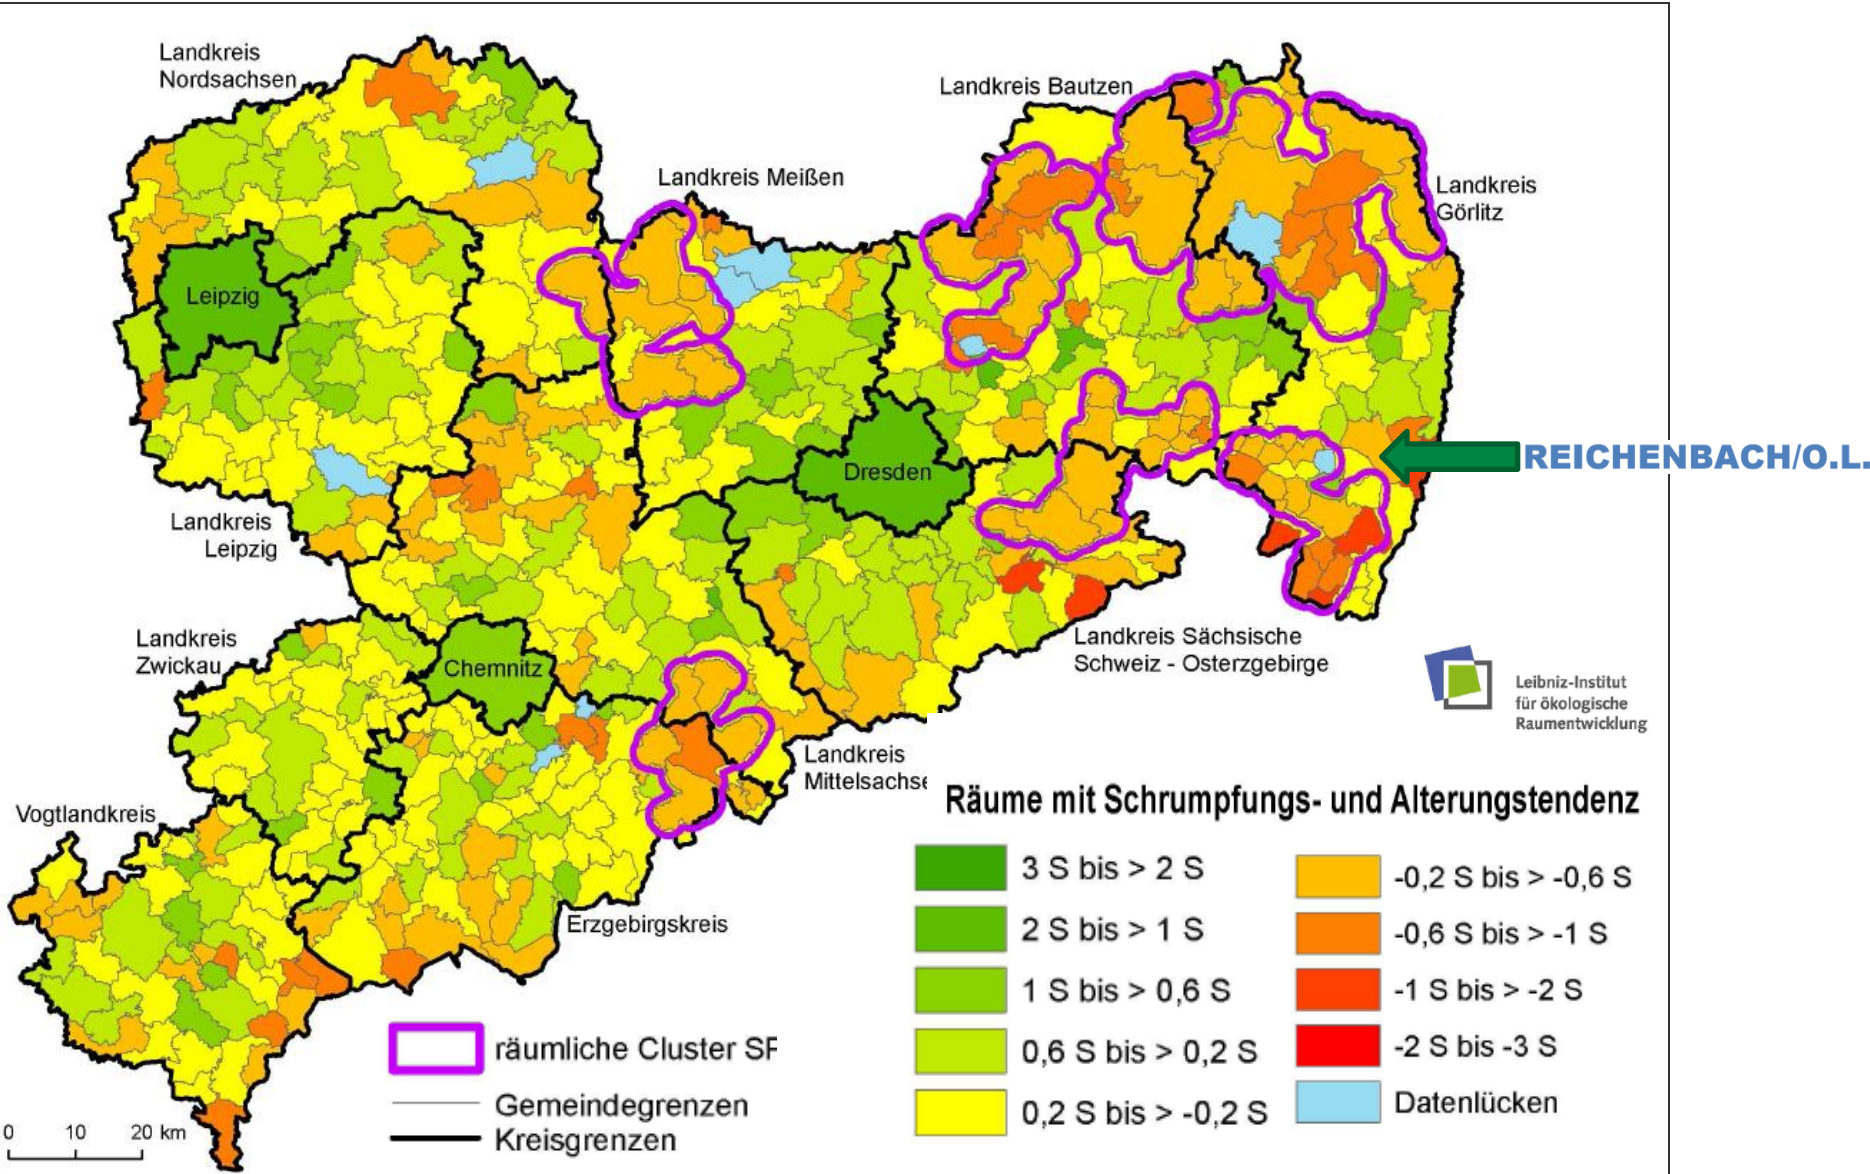 Landkreis
Nordsachsen
Landkreis Bautzen
Landkreis Meißen
Landkreis
Görlitz
Leipzig
Dresden
REICHENBACH/O.L.
Landkreis
Leipzig
Landkreis
Zwickau
Chemnitz
Landkreis Sächsische
Schweiz - Osterzgebirge
Leibniz-Institut
für ökologische
Raumentwicklung
Landkreis
Mittelsachse
Vogtlandkreis
Erzgebirgskreis
Räume mit Schrumpfungs- und Alterungstendenz
3 S bis > 2 S
2 S bis > 1 S
1 S bis > 0,6 S
0,6 S bis > 0,2 S
0,2 S bis > -0,2 S
-0,2 S bis > -0,6 S
-0,6 S bis > -1 S
-1 S bis > -2 S
-2 S bis -3 S
Datenlücken
räumliche Cluster SF
Gemeindegrenzen
Kreisgrenzen
0 10 20 km